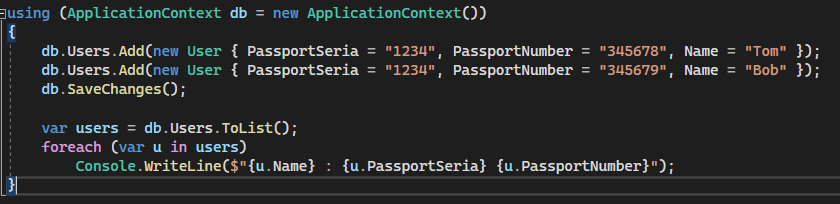 using (ApplicationContext db = new ApplicationContext())
{
    db.Users.Add(new User { PassportSeria = "1234", PassportNumber = "345678", Name = "Tom" });
    db.Users.Add(new User { PassportSeria = "1234", PassportNumber = "345679", Name = "Bob" });
    db.SaveChanges();

    var users = db.Users.ToList();
    foreach (var u in users)
        Console.WriteLine($"{u.Name} : {u.PassportSeria} {u.PassportNumber}");
}